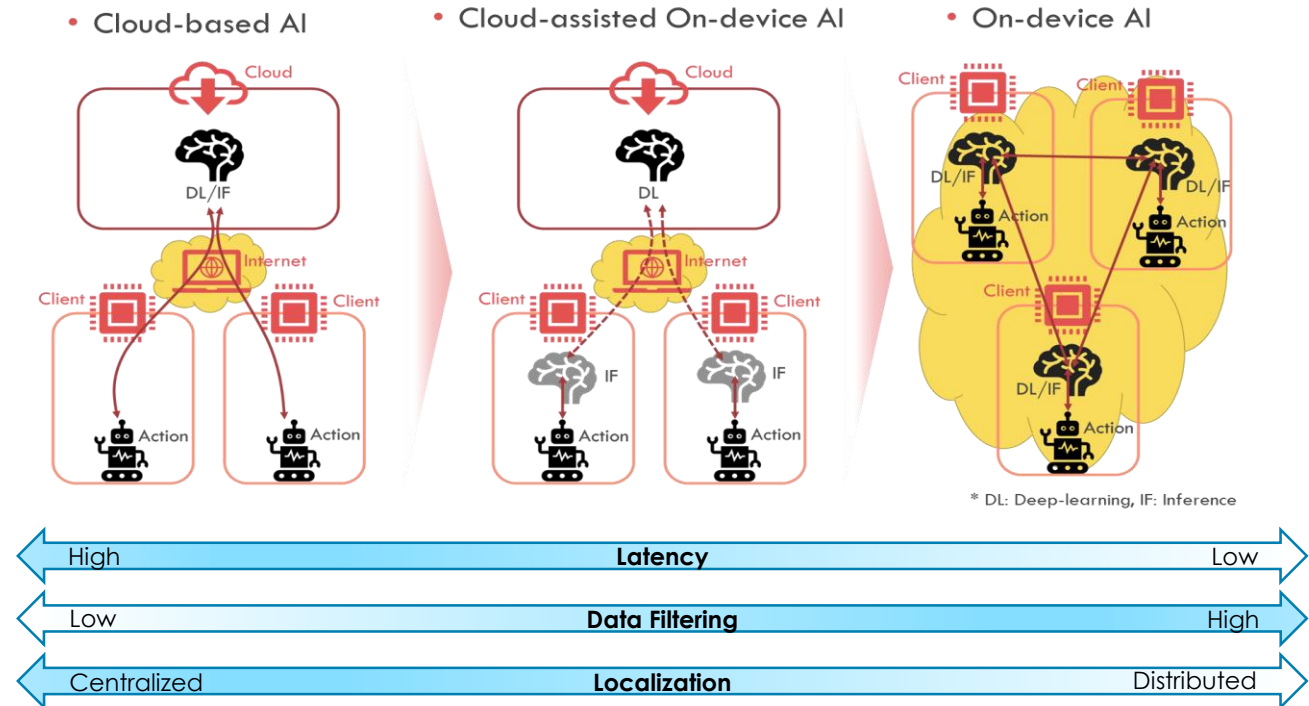 • Cloud-based AI
Cloud
DL/IF
Internet
Client
Client
Action
Action
• Cloud-assisted On-device AI
Cloud
DL
Internet
Client
Client
IF
IF
Action
Action
• On-device AI
Client
Client
DL/IF
DL/IF
Action
Action
Client
DL/IF
Action
* DL: Deep-learning, IF: Inference
High Latency Low
Low Data Filtering High
Centralized Localization Distributed